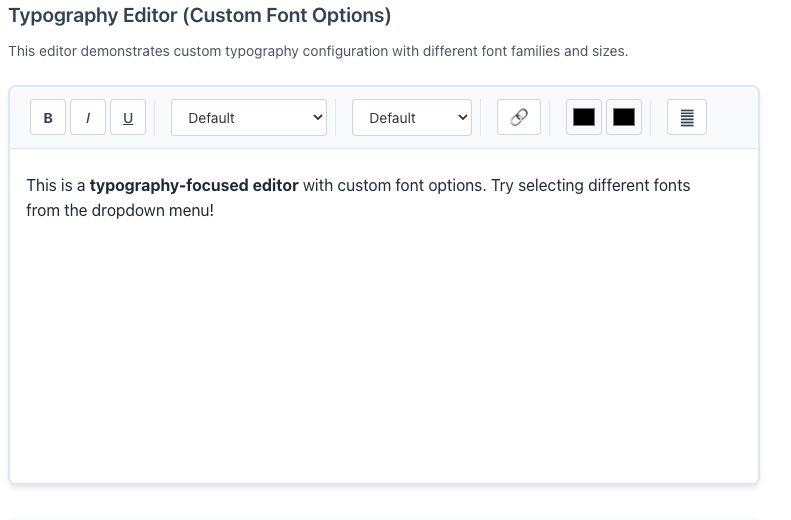 Typography Editor (Custom Font Options)
This editor demonstrates custom typography configuration with different font families and sizes.
B I U Default Default
This is a typography-focused editor with custom font options. Try selecting different fonts
from the dropdown menu!